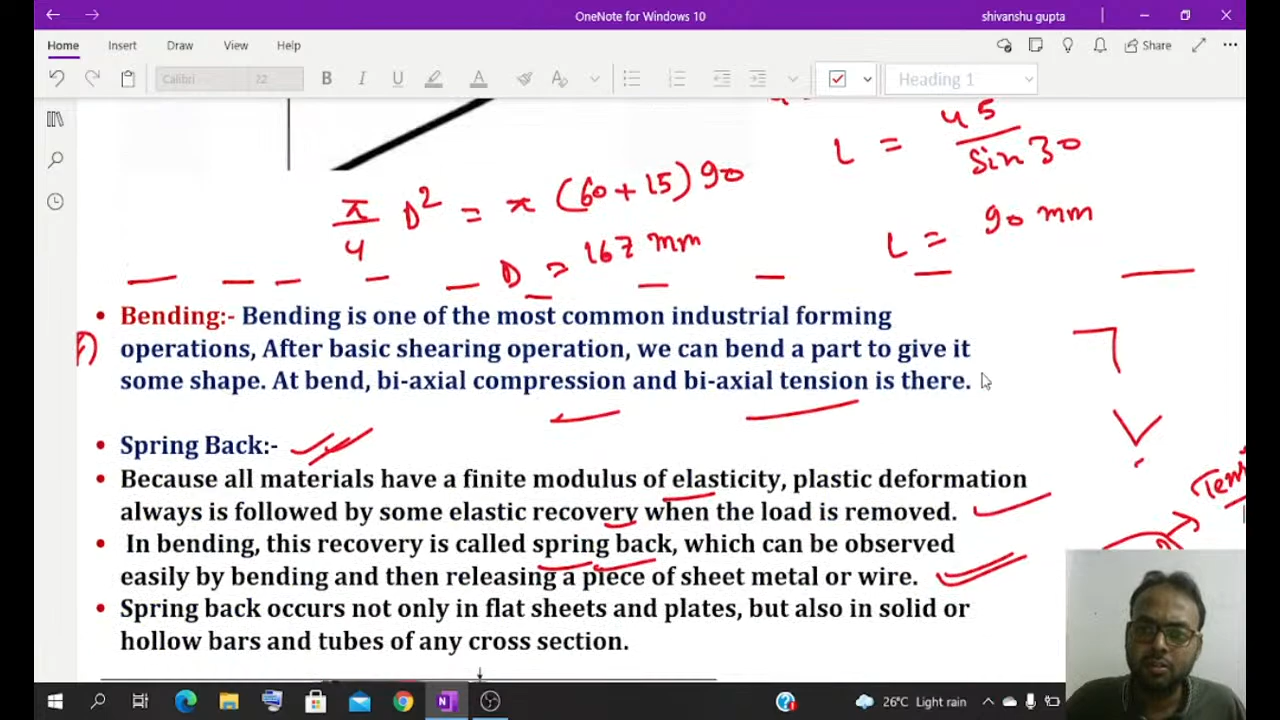 OneNote for Windows 10
shivanshu gupta
Home Insert Draw View Help
Share
Calibri 22 B I U A Heading 1
L = 45 / Sin 30
π/4 D² = π (60+15) 90
L = 90 mm
D = 167 mm
• Bending:- Bending is one of the most common industrial forming
operations, After basic shearing operation, we can bend a part to give it
some shape. At bend, bi-axial compression and bi-axial tension is there.
• Spring Back:-
• Because all materials have a finite modulus of elasticity, plastic deformation
always is followed by some elastic recovery when the load is removed.
• In bending, this recovery is called spring back, which can be observed
easily by bending and then releasing a piece of sheet metal or wire.
• Spring back occurs not only in flat sheets and plates, but also in solid or
hollow bars and tubes of any cross section.
26°C Light rain